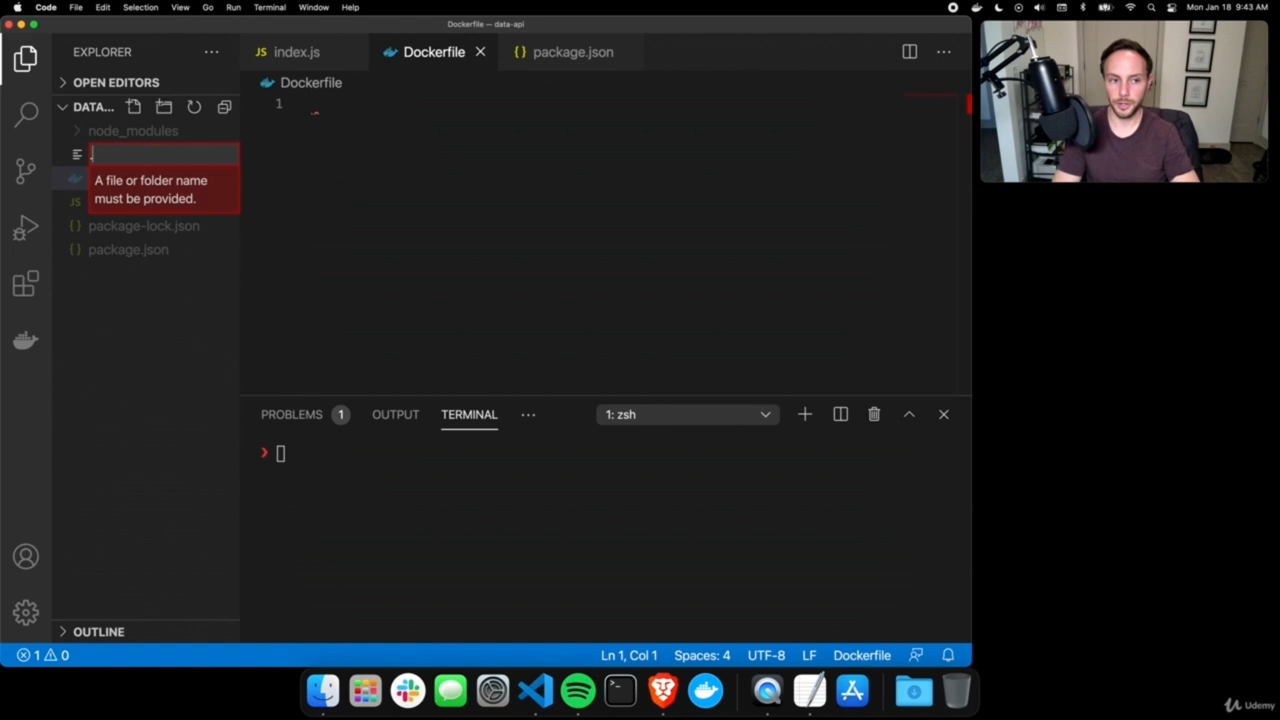 Code File Edit Selection View Go Run Terminal Window Help Mon Jan 18 9:43 AM
Dockerfile — data-api
EXPLORER
JS index.js
Dockerfile
{} package.json
OPEN EDITORS
Dockerfile
DATA...
1
node_modules
.
A file or folder name
must be provided.
JS
{} package-lock.json
{} package.json
PROBLEMS 1 OUTPUT TERMINAL 1: zsh
OUTLINE
1 0 Ln 1, Col 1 Spaces: 4 UTF-8 LF Dockerfile
Udemy